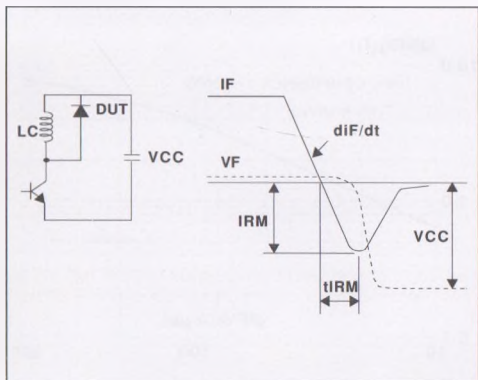 IF
DUT
diF/dt
LC
VCC
VF
IRM
VCC
tIRM